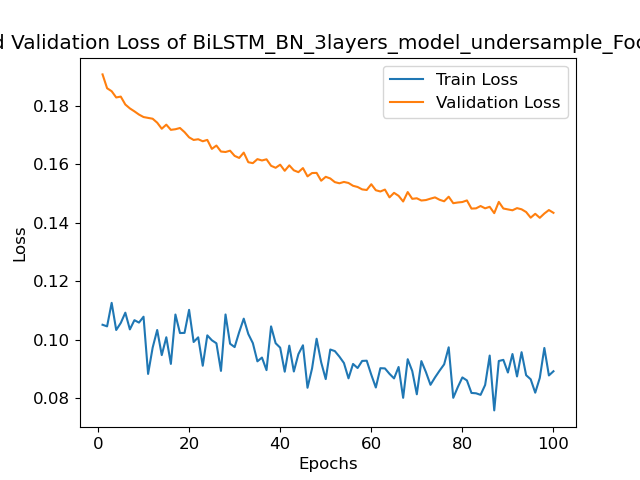 Validation Loss of BiLSTM_BN_3layers_model_undersample_
Train Loss
Validation Loss
0.18
0.16
0.14
0.12
0.10
0.08
Loss
0 20 40 60 80 100
Epochs